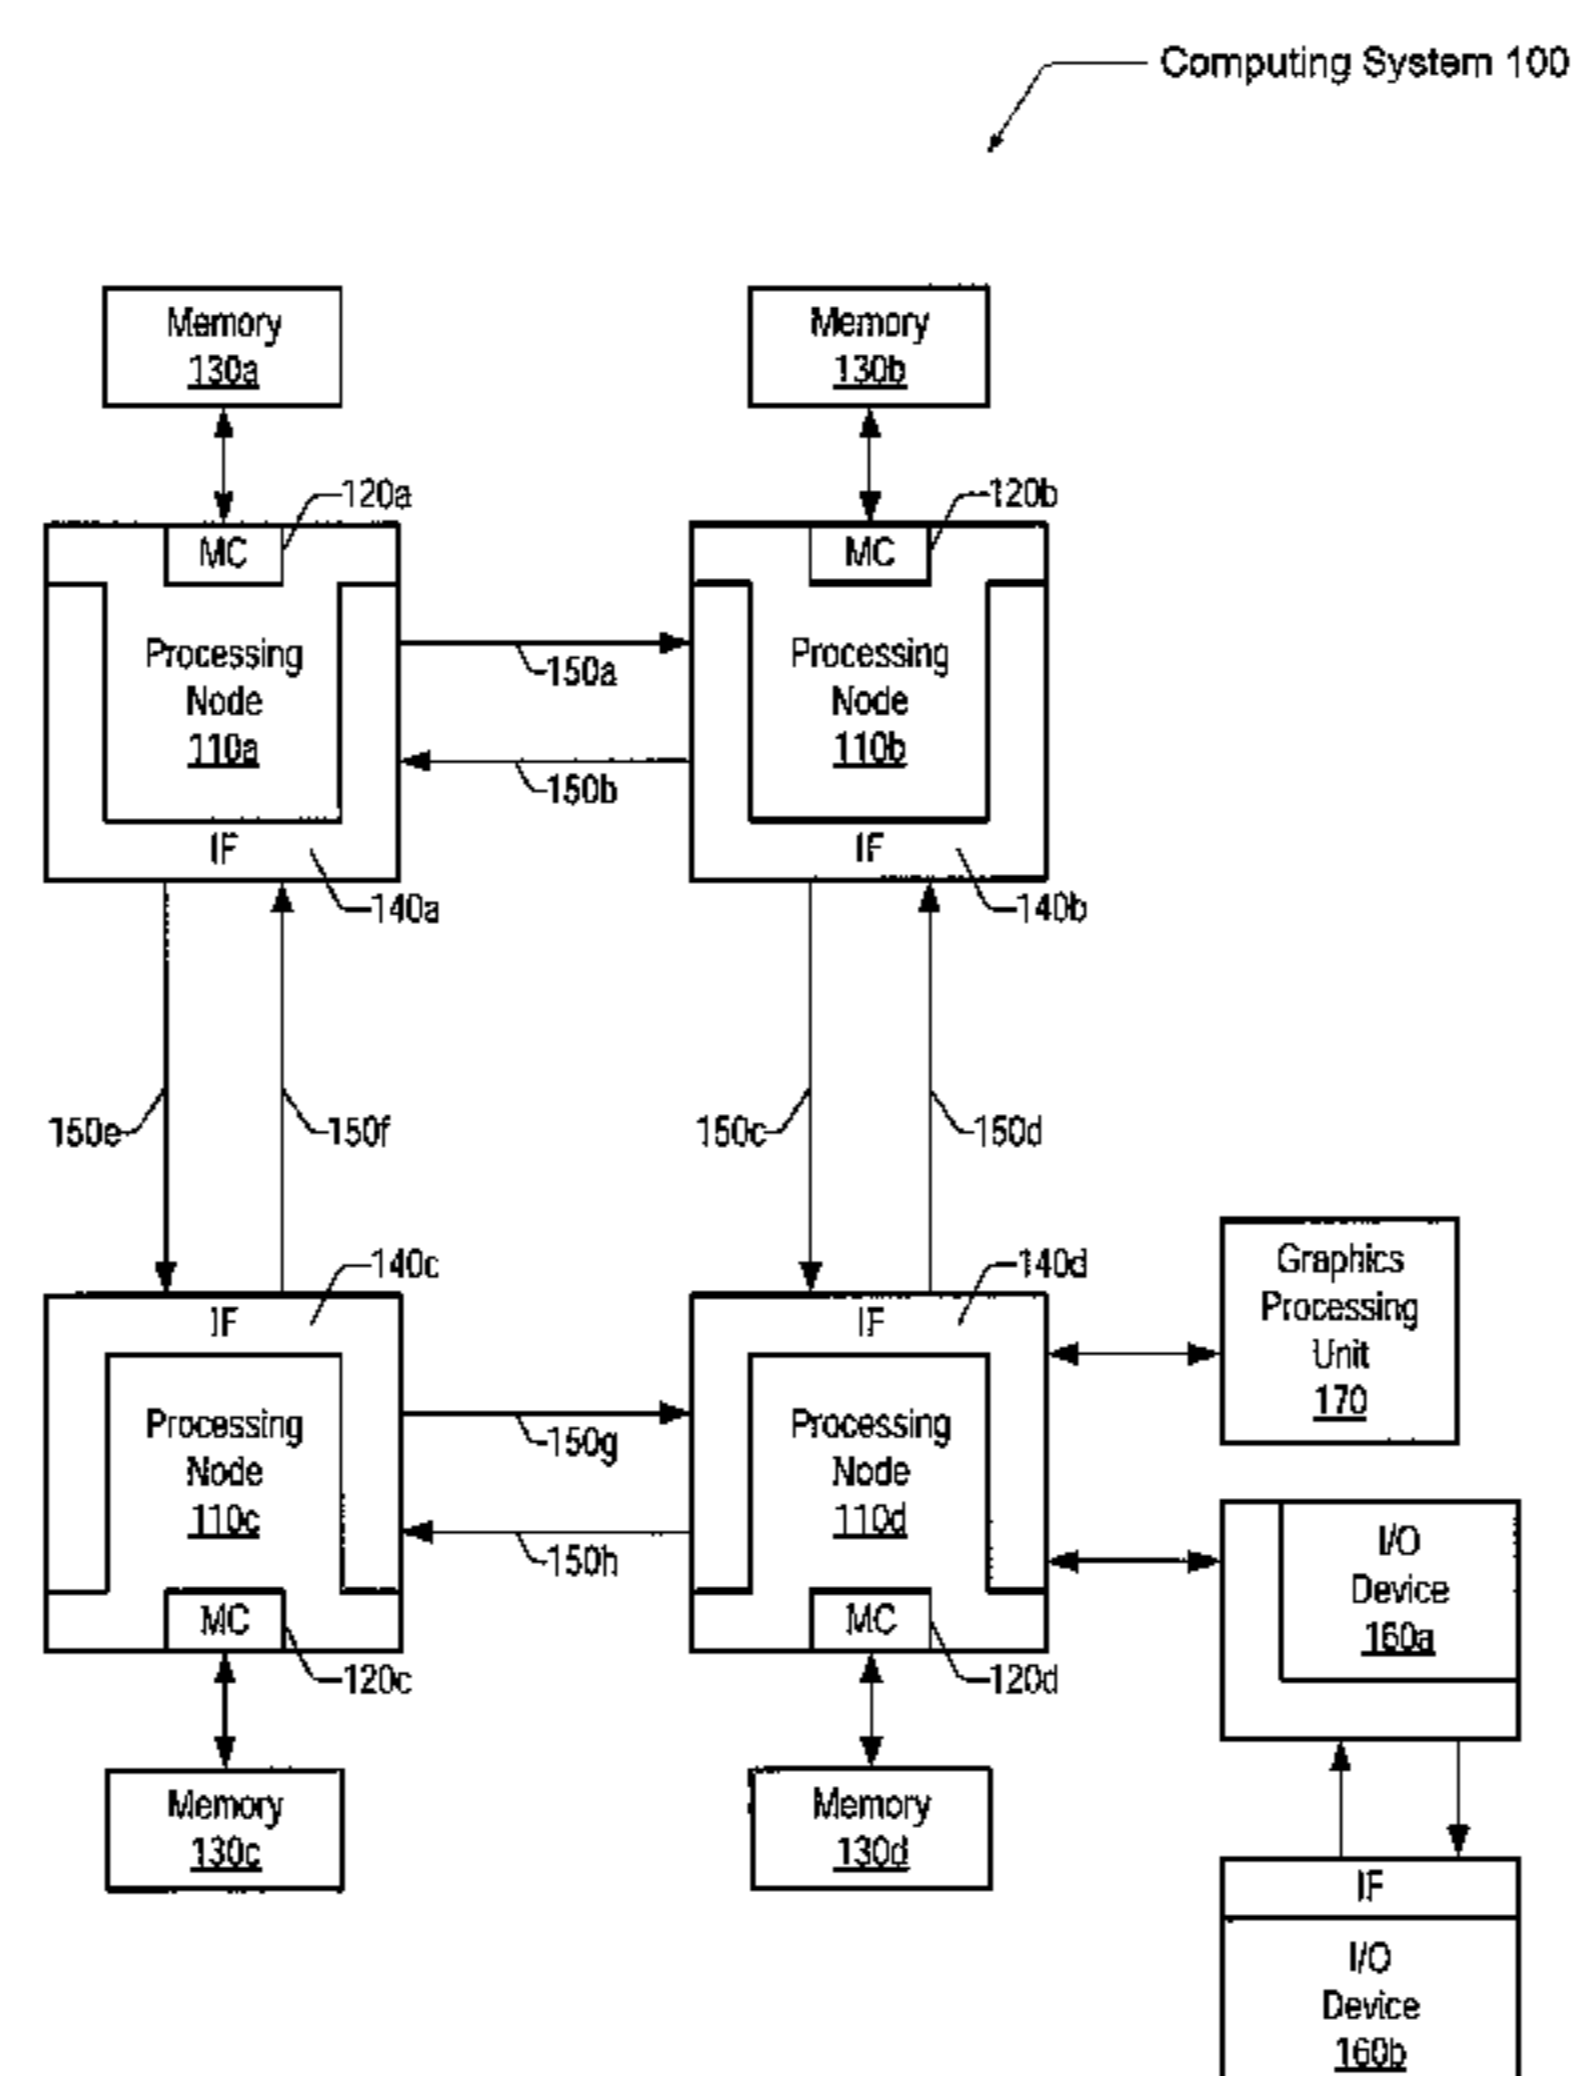 Computing System 100
Memory
130a
Memory
130b
120a
120b
MC
MC
Processing
Node
110a
Processing
Node
110b
150a
150b
IF
IF
140a
140b
150e
150f
150c
150d
140c
140d
IF
IF
Graphics
Processing
Unit
170
Processing
Node
110c
Processing
Node
110d
150g
150h
I/O
Device
160a
MC
MC
120c
120d
Memory
130c
Memory
130d
IF
I/O
Device
160b